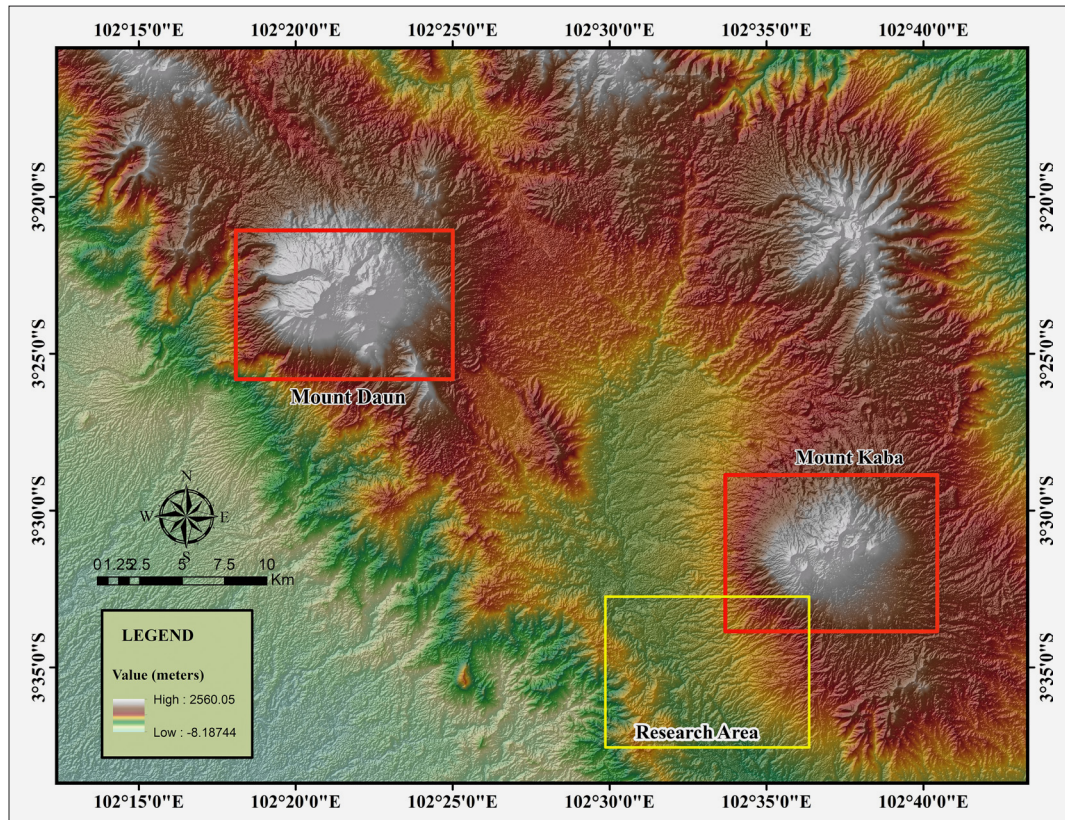 102°15'0"E 102°20'0"E 102°25'0"E 102°30'0"E 102°35'0"E 102°40'0"E
3°20'0"S 3°20'0"S
3°25'0"S 3°25'0"S
Mount Daun
Mount Kaba
3°30'0"S 3°30'0"S
N
W E
S
0 1.25 2.5 5 7.5 10
Km
3°35'0"S 3°35'0"S
LEGEND
Value (meters)
High : 2560.05
Low : -8.18744
Research Area
102°15'0"E 102°20'0"E 102°25'0"E 102°30'0"E 102°35'0"E 102°40'0"E